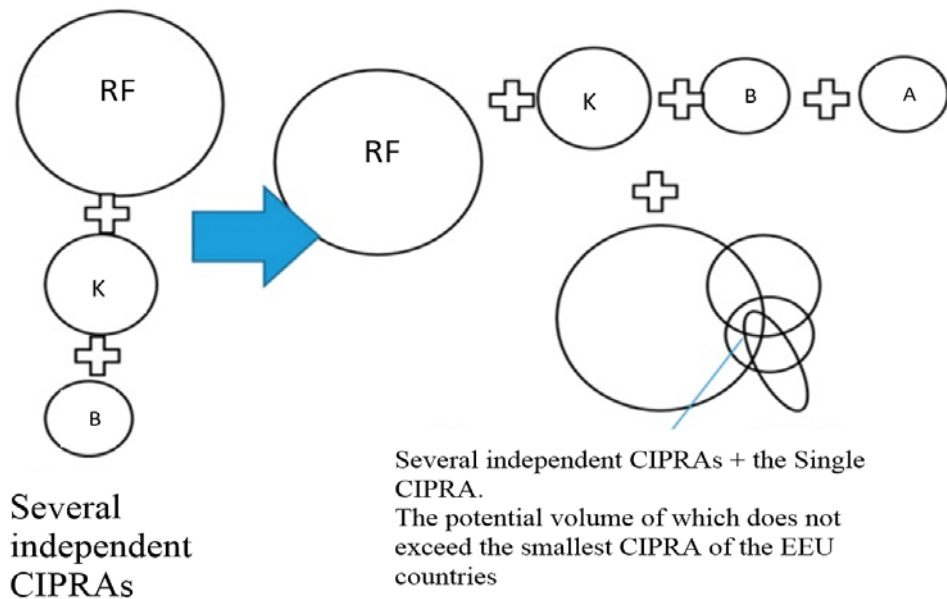 RF
K
B
Several
independent
CIPRAs
RF
K
B
A
Several independent CIPRAs + the Single
CIPRA.
The potential volume of which does not
exceed the smallest CIPRA of the EEU
countries